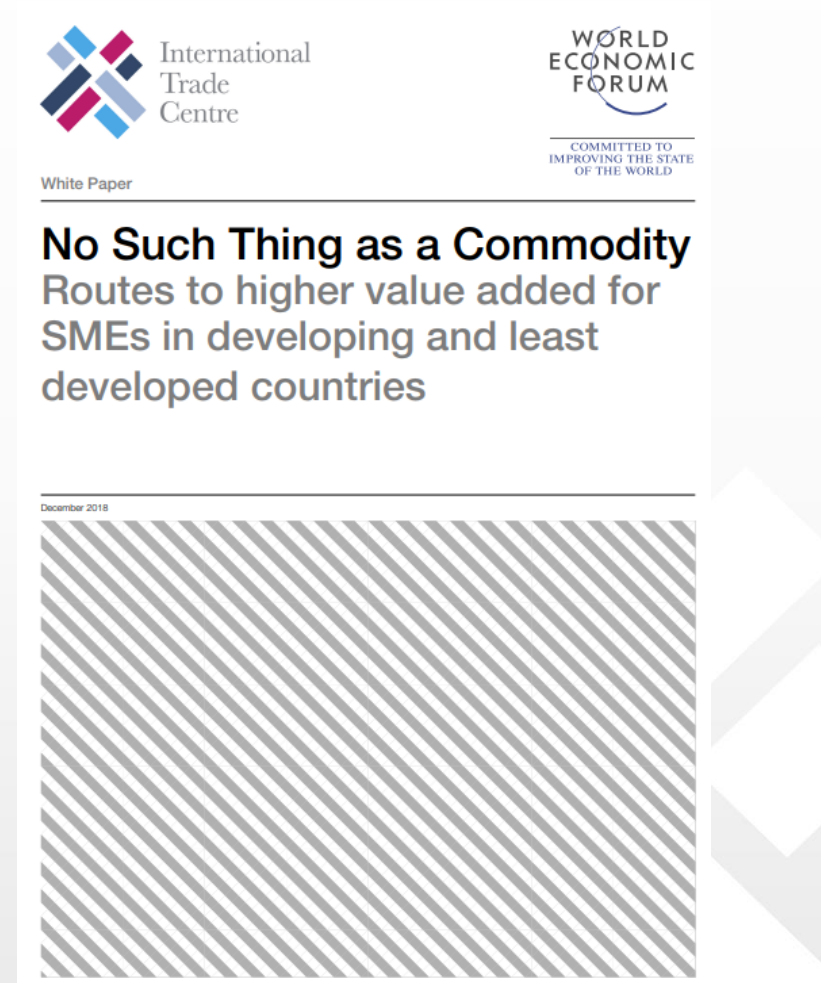 International
Trade
Centre
WORLD
ECONOMIC
FORUM
COMMITTED TO
IMPROVING THE STATE
OF THE WORLD
White Paper
No Such Thing as a Commodity
Routes to higher value added for
SMEs in developing and least
developed countries
December 2018